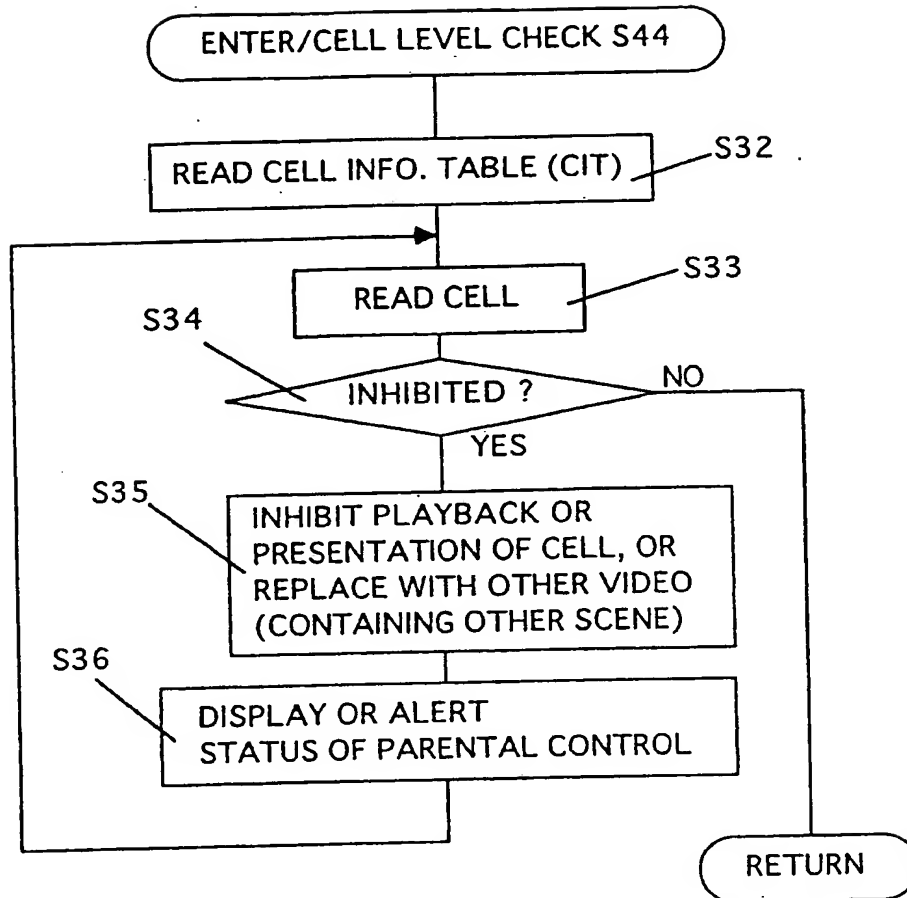 ENTER/CELL LEVEL CHECK S44
READ CELL INFO. TABLE (CIT)
S32
READ CELL
S33
S34
INHIBITED ?
NO
YES
S35
INHIBIT PLAYBACK OR
PRESENTATION OF CELL, OR
REPLACE WITH OTHER VIDEO
(CONTAINING OTHER SCENE)
S36
DISPLAY OR ALERT
STATUS OF PARENTAL CONTROL
RETURN